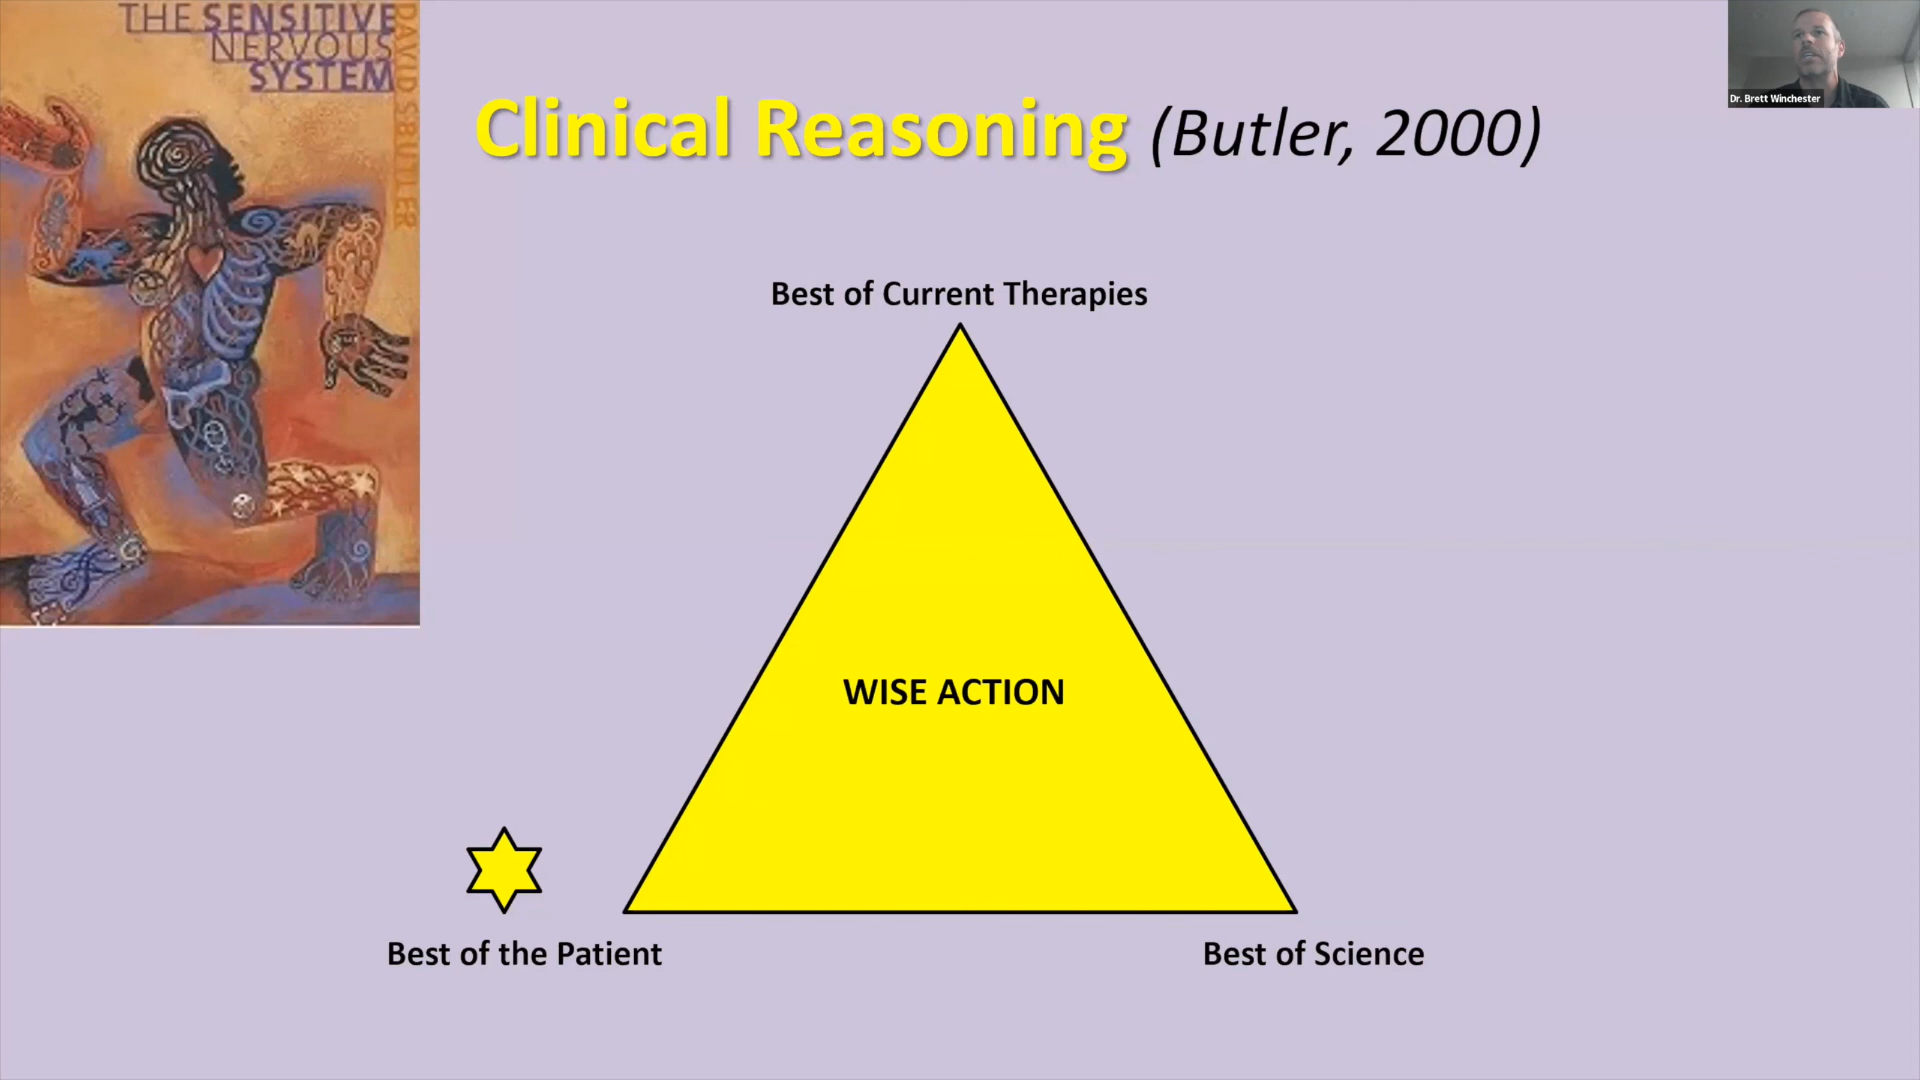 THE SENSITIVE
NERVOUS
SYSTEM
DAVID S BUTLER
Clinical Reasoning (Butler, 2000)
Dr. Brett Winchester
Best of Current Therapies
WISE ACTION
Best of the Patient
Best of Science